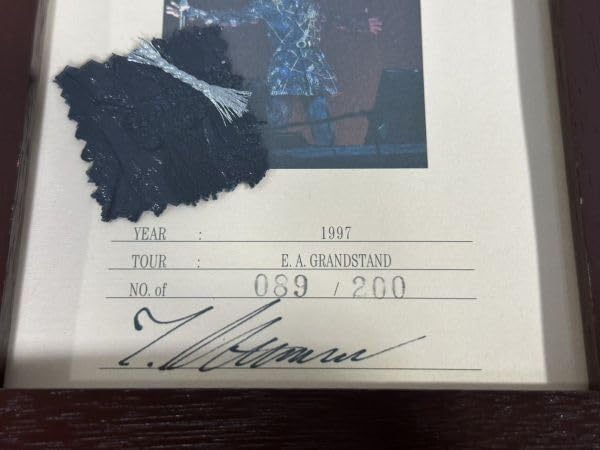 YEAR : 1997
TOUR : E. A. GRANDSTAND
NO. of 089 / 200